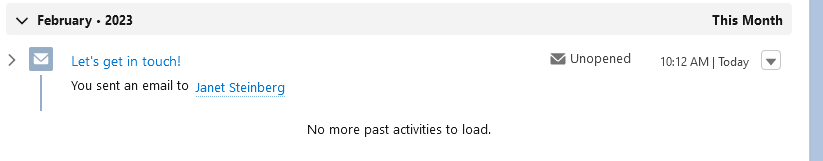 February • 2023 This Month
Let's get in touch! Unopened 10:12 AM | Today
You sent an email to Janet Steinberg
No more past activities to load.